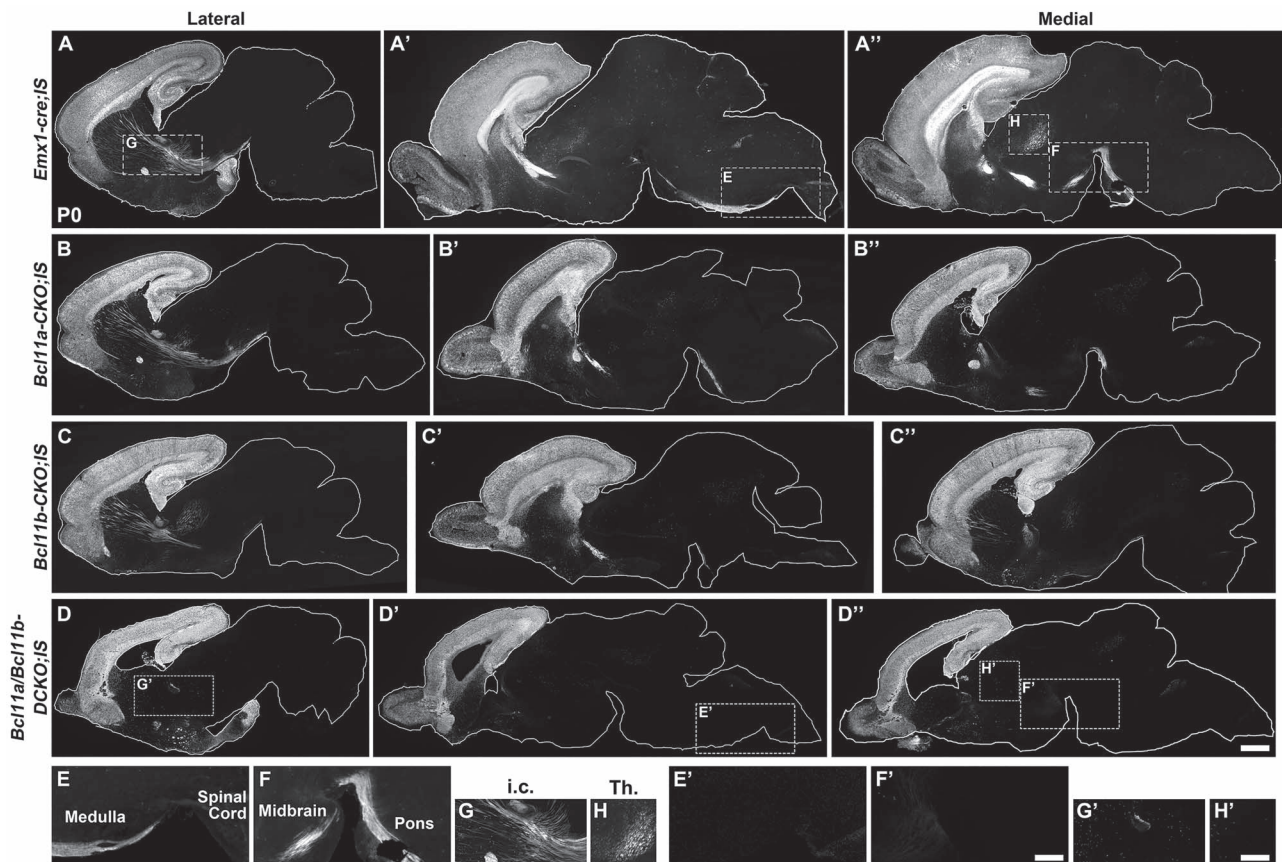 Lateral Medial
Emx1-cre;IS
A A’ A’’
G
H
F
E
P0
Bcl11a-CKO;IS
B B’ B’’
Bcl11b-CKO;IS
C C’ C’’
Bcl11a/Bcl11b-
DCKO;IS
D D’ D’’
G’
H’
F’
E’
E F i.c. Th. E’ F’
G H G’ H’
Medulla Spinal
Cord
Midbrain
Pons